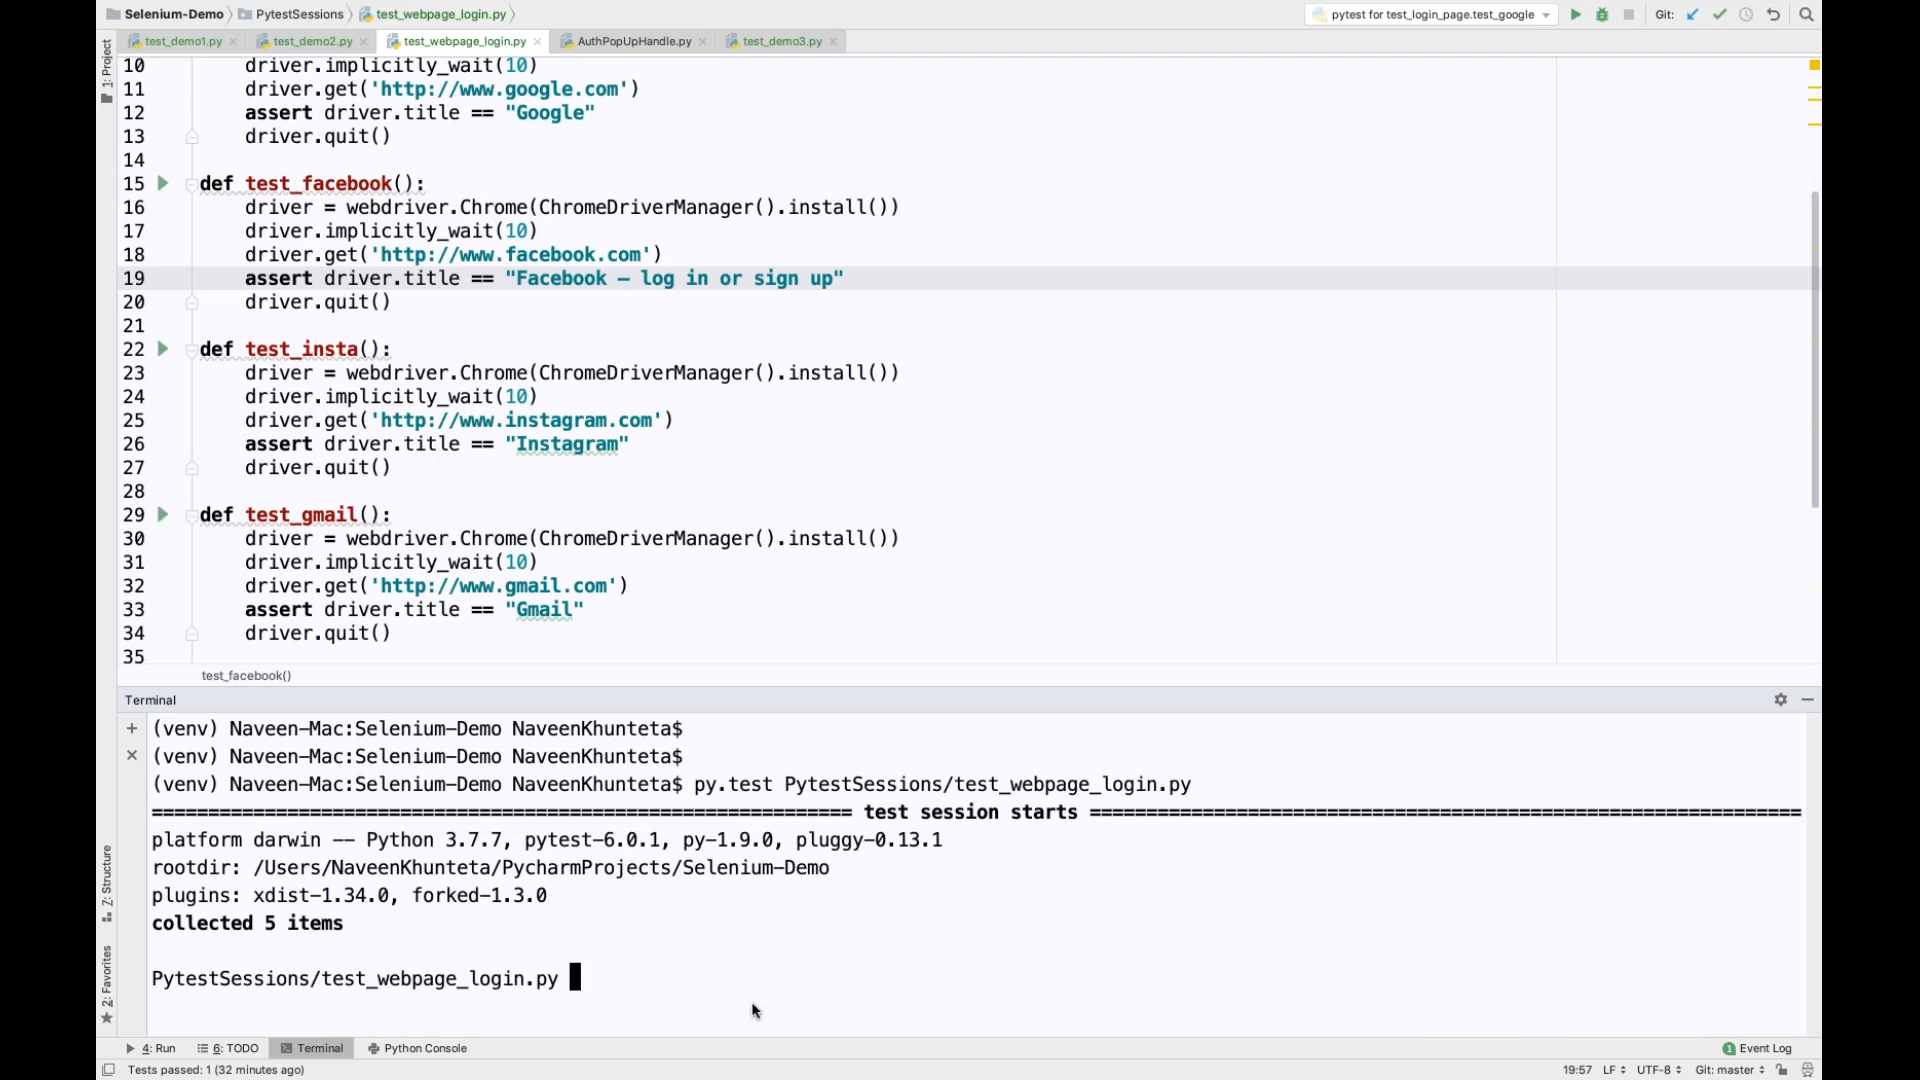 Selenium-Demo PytestSessions test_webpage_login.py pytest for test_login_page.test_google Git:
test_demo1.py test_demo2.py test_webpage_login.py AuthPopUpHandle.py test_demo3.py
1: Project
10 driver.implicitly_wait(10)
11 driver.get('http://www.google.com')
12 assert driver.title == "Google"
13 driver.quit()
14
15 def test_facebook():
16 driver = webdriver.Chrome(ChromeDriverManager().install())
17 driver.implicitly_wait(10)
18 driver.get('http://www.facebook.com')
19 assert driver.title == "Facebook – log in or sign up"
20 driver.quit()
21
22 def test_insta():
23 driver = webdriver.Chrome(ChromeDriverManager().install())
24 driver.implicitly_wait(10)
25 driver.get('http://www.instagram.com')
26 assert driver.title == "Instagram"
27 driver.quit()
28
29 def test_gmail():
30 driver = webdriver.Chrome(ChromeDriverManager().install())
31 driver.implicitly_wait(10)
32 driver.get('http://www.gmail.com')
33 assert driver.title == "Gmail"
34 driver.quit()
35
test_facebook()
Terminal
(venv) Naveen-Mac:Selenium-Demo NaveenKhunteta$
(venv) Naveen-Mac:Selenium-Demo NaveenKhunteta$
(venv) Naveen-Mac:Selenium-Demo NaveenKhunteta$ py.test PytestSessions/test_webpage_login.py
============================================================== test session starts ===============================================================
platform darwin -- Python 3.7.7, pytest-6.0.1, py-1.9.0, pluggy-0.13.1
rootdir: /Users/NaveenKhunteta/PycharmProjects/Selenium-Demo
plugins: xdist-1.34.0, forked-1.3.0
collected 5 items
PytestSessions/test_webpage_login.py
Z: Structure
2: Favorites
4: Run 6: TODO Terminal Python Console 1 Event Log
Tests passed: 1 (32 minutes ago) 19:57 LF UTF-8 Git: master